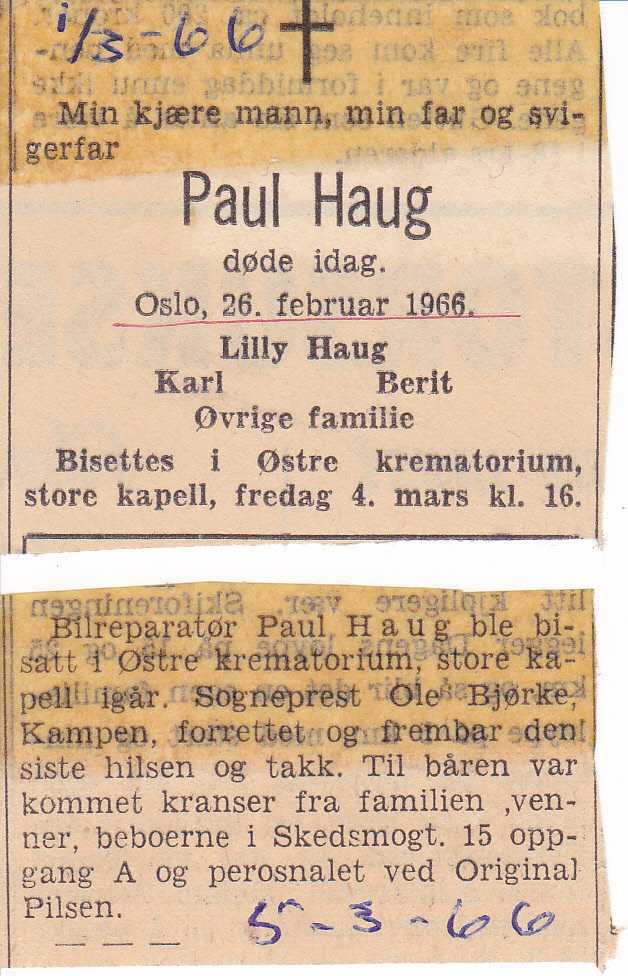 1/3-66
Min kjære mann, min far og svi-
gerfar
Paul Haug
døde idag.
Oslo, 26. februar 1966.
Lilly Haug
Karl Berit
Øvrige familie
Bisettes i Østre krematorium,
store kapell, fredag 4. mars kl. 16.
Bilreparatør Paul Haug ble bi-
satt i Østre krematorium, store ka-
pell igår. Sogneprest Ole Bjørke,
Kampen, forrettet og frembar den
siste hilsen og takk. Til båren var
kommet kranser fra familien ,ven-
ner, beboerne i Skedsmogt. 15 opp-
gang A og perosnalet ved Original
Pilsen.
5-3-66